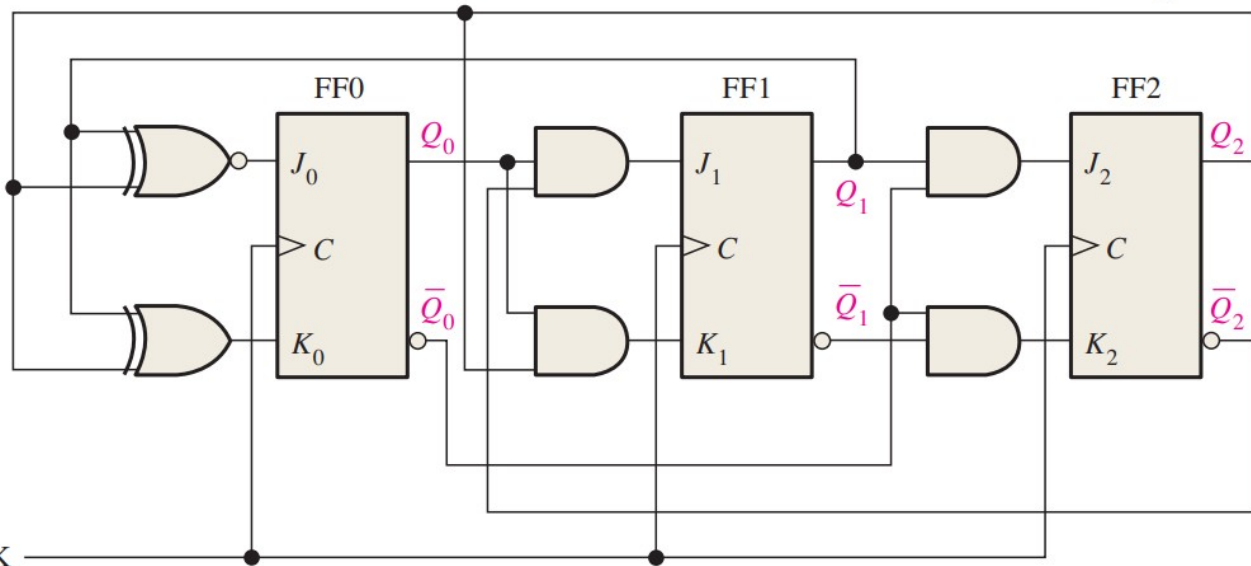 FF0 FF1 FF2
Q₀ Q₂
J₀ J₁ J₂
Q₁
C C C
Q̅₀ Q̅₁ Q̅₂
K₀ K₁ K₂
K